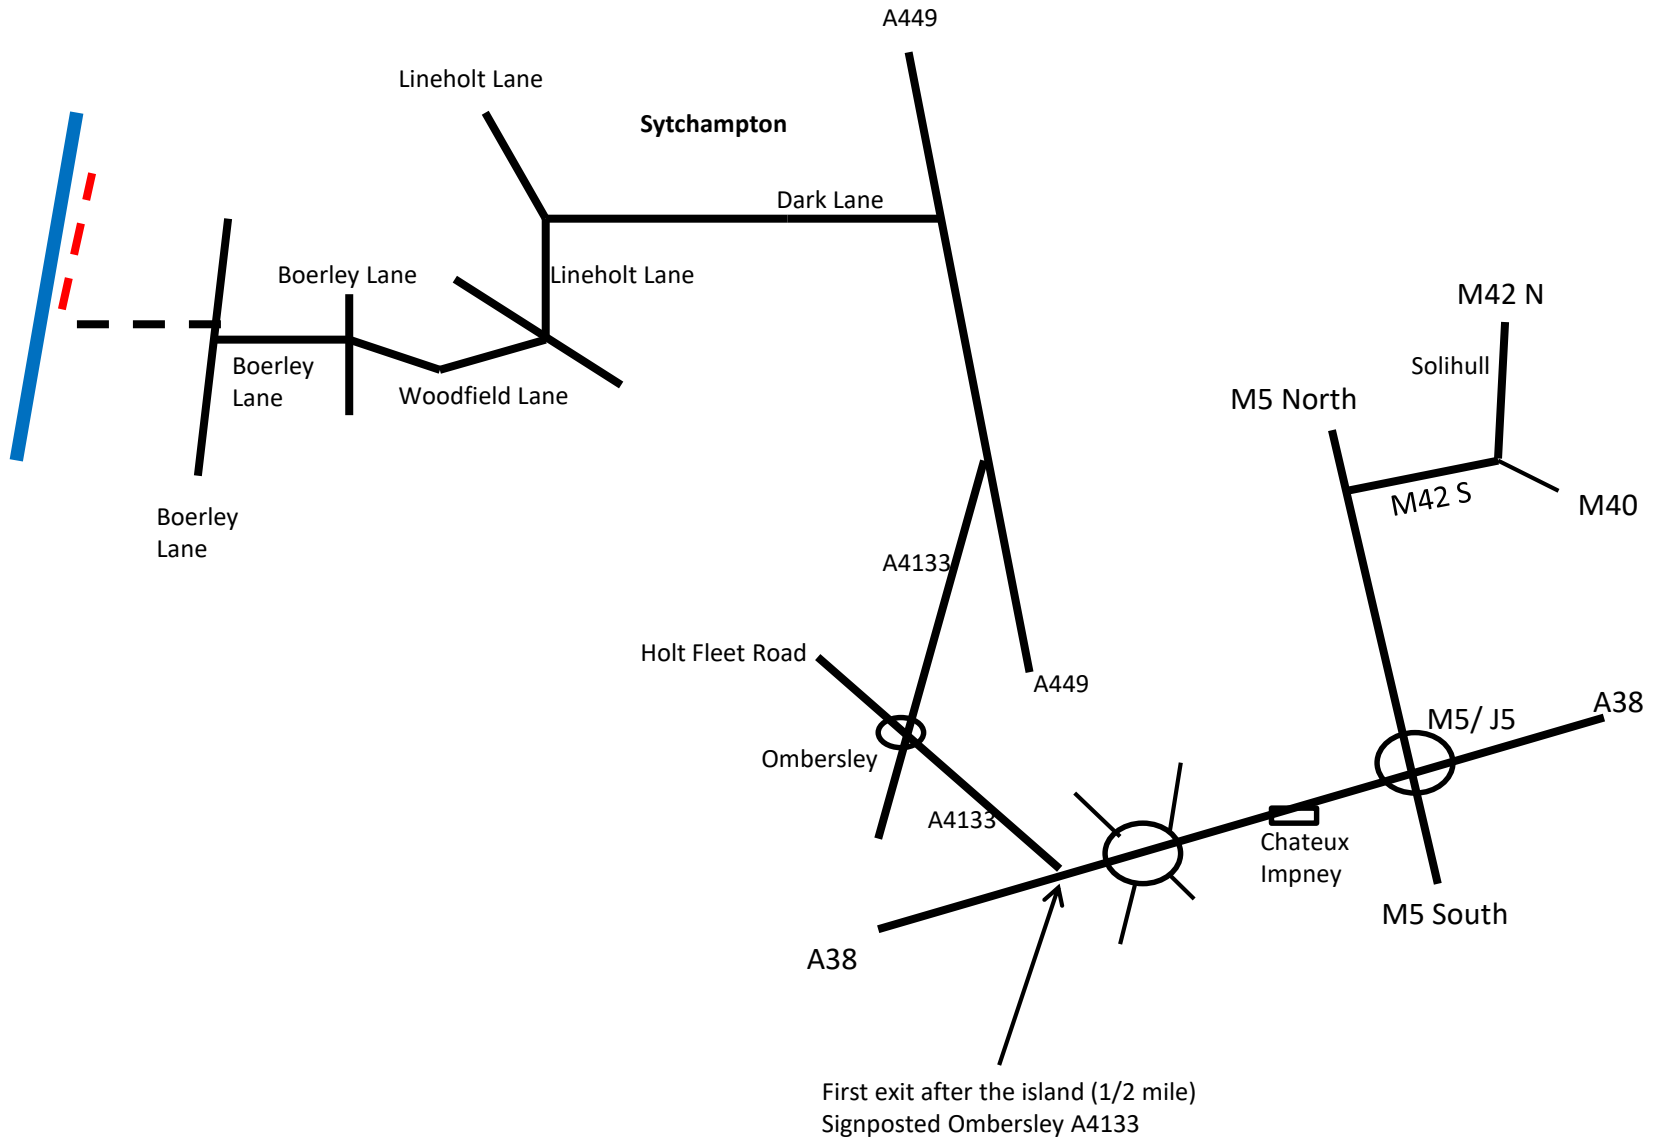 A449
Lineholt Lane
Sytchampton
Dark Lane
Boerley Lane
Lineholt Lane
M42 N
Solihull
Boerley
Lane
Woodfield Lane
M5 North
M42 S
M40
Boerley
Lane
A4133
Holt Fleet Road
A449
A38
M5/ J5
Ombersley
A4133
Chateux
Impney
M5 South
A38
First exit after the island (1/2 mile)
Signposted Ombersley A4133